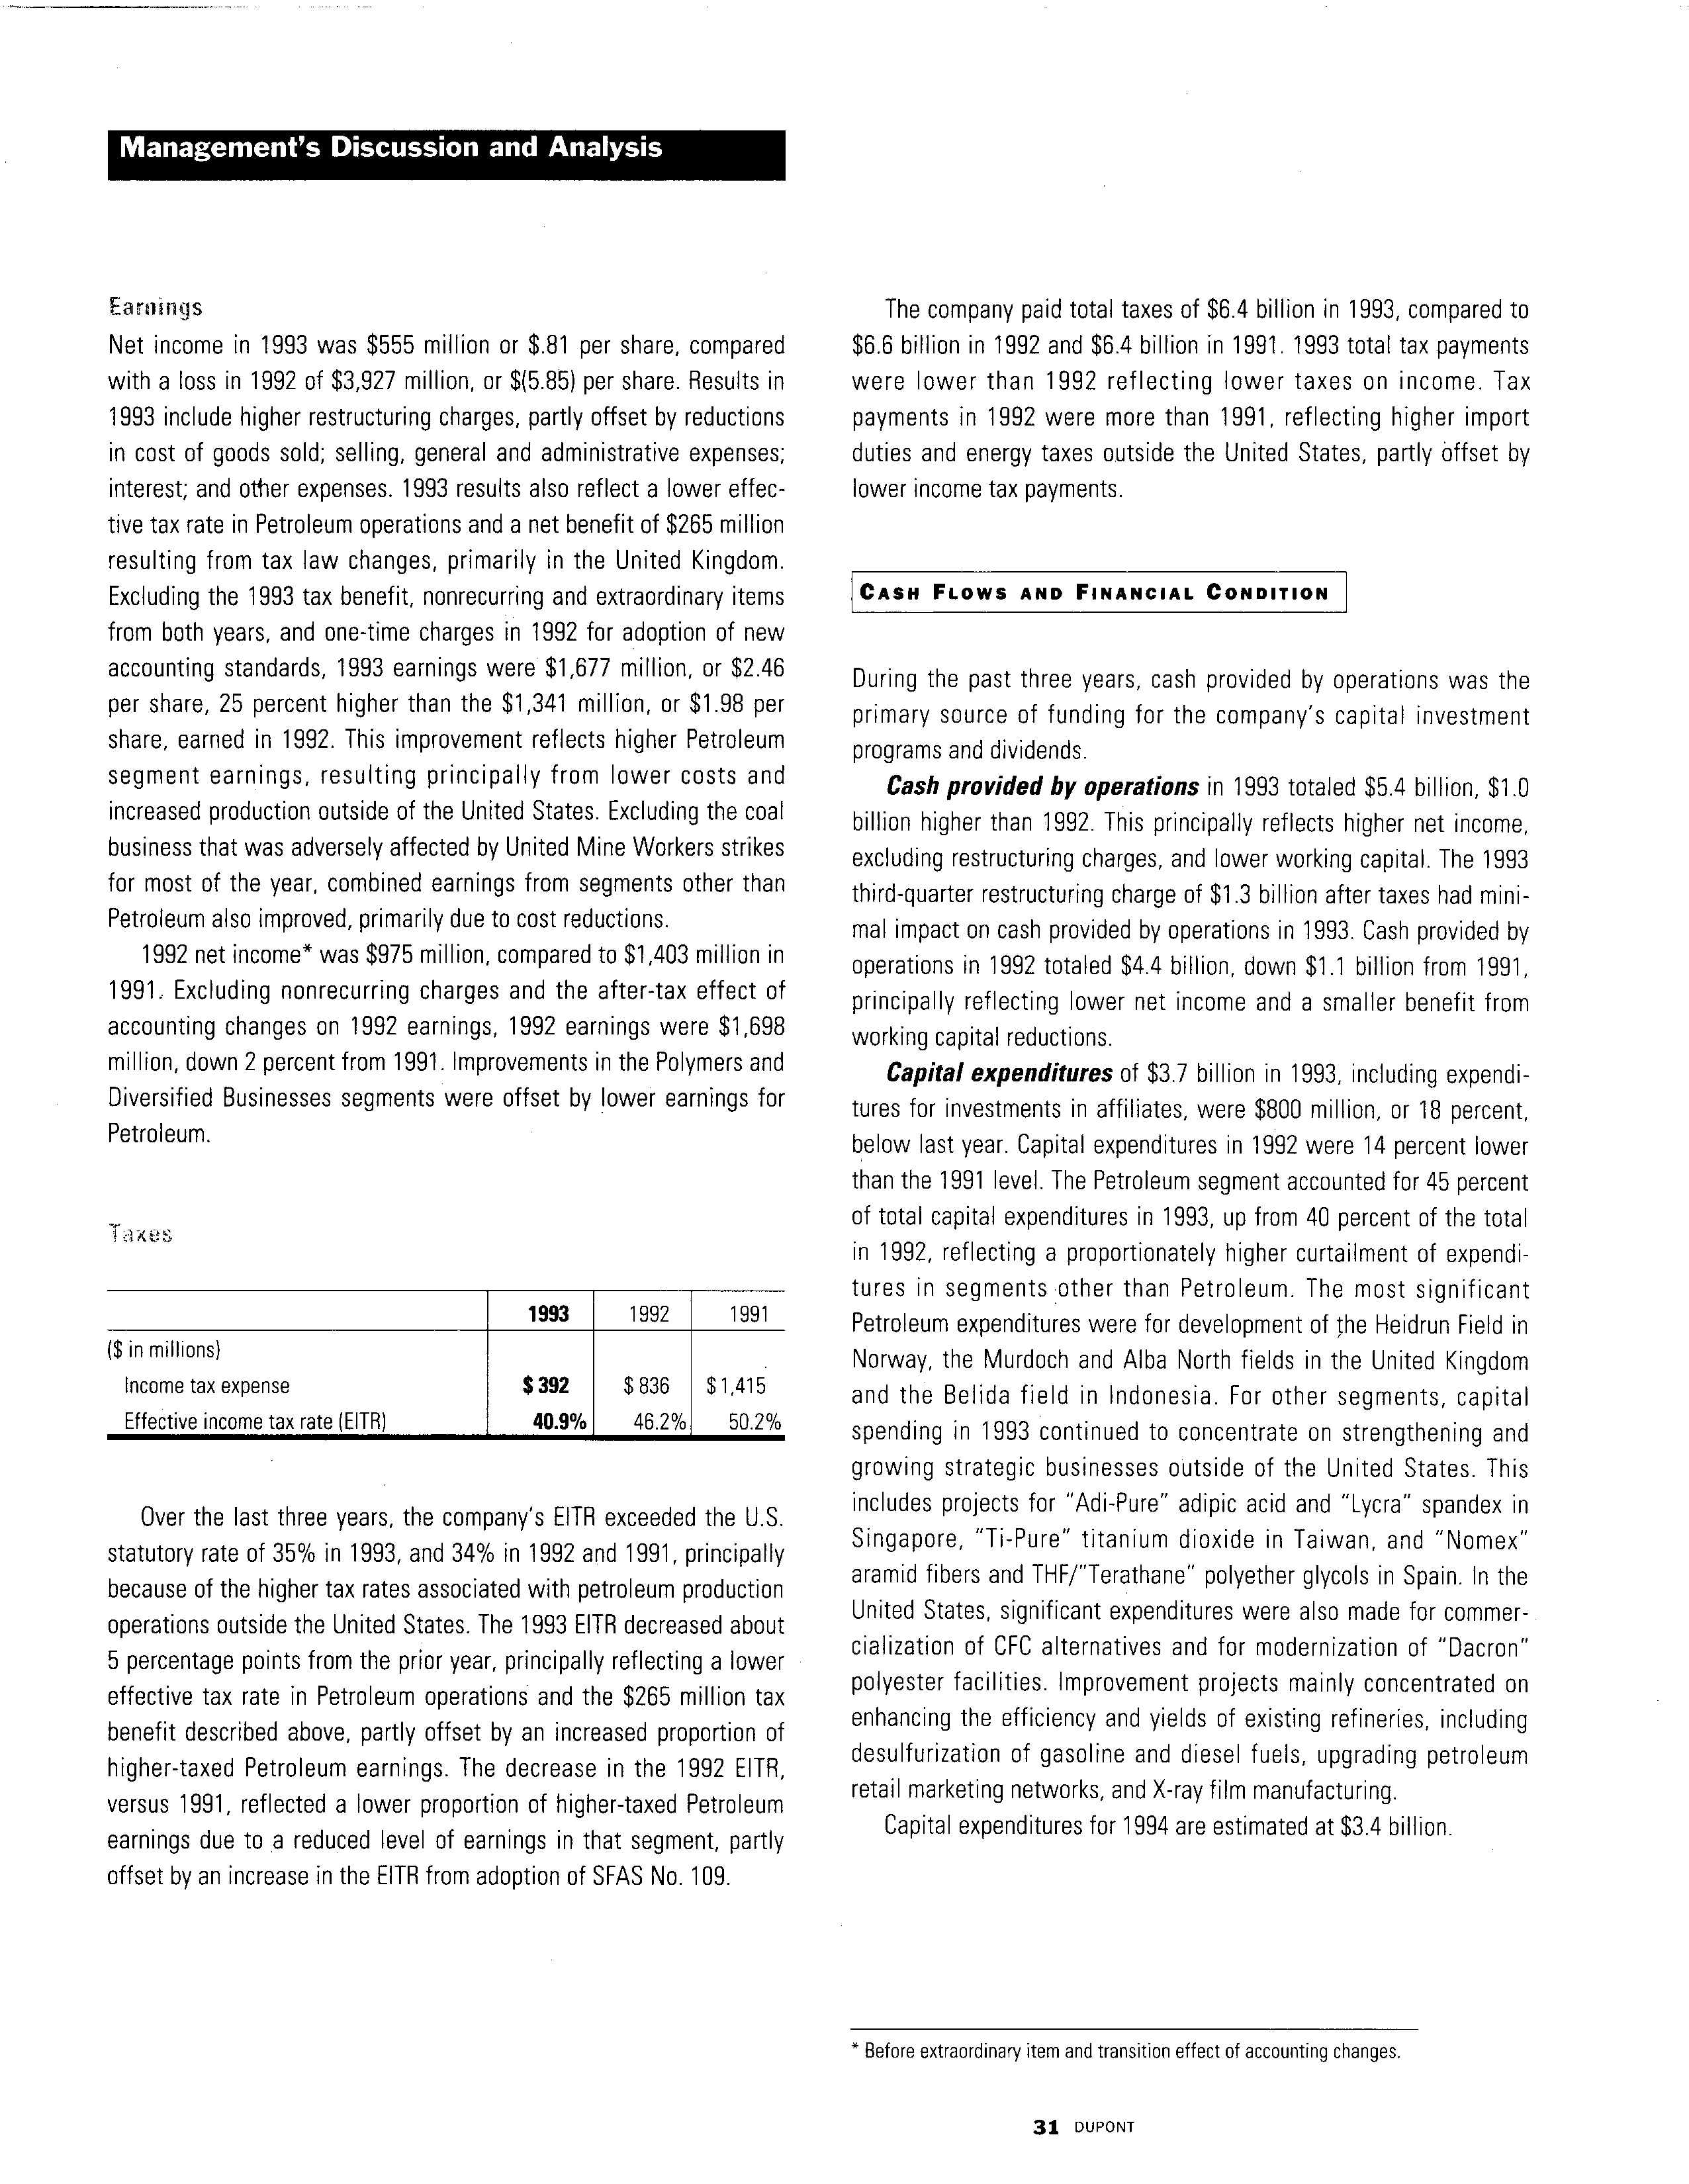 Management's Discussion and Analysis
Earnings
Net income in 1993 was $555 million or $.81 per share, compared
with a loss in 1992 of $3,927 million, or $(5.85) per share. Results in
1993 include higher restructuring charges, partly offset by reductions
in cost of goods sold; selling, general and administrative expenses;
interest; and other expenses. 1993 results also reflect a lower effec-
tive tax rate in Petroleum operations and a net benefit of $265 million
resulting from tax law changes, primarily in the United Kingdom.
Excluding the 1993 tax benefit, nonrecurring and extraordinary items
from both years, and one-time charges in 1992 for adoption of new
accounting standards, 1993 earnings were $1,677 million, or $2.46
per share, 25 percent higher than the $1,341 million, or $1.98 per
share, earned in 1992. This improvement reflects higher Petroleum
segment earnings, resulting principally from lower costs and
increased production outside of the United States. Excluding the coal
business that was adversely affected by United Mine Workers strikes
for most of the year, combined earnings from segments other than
Petroleum also improved, primarily due to cost reductions.
1992 net income* was $975 million, compared to $1,403 million in
1991. Excluding nonrecurring charges and the after-tax effect of
accounting changes on 1992 earnings, 1992 earnings were $1,698
million, down 2 percent from 1991. Improvements in the Polymers and
Diversified Businesses segments were offset by lower earnings for
Petroleum.
Taxes
1993 1992 1991
($ in millions)
Income tax expense $392 $836 $1,415
Effective income tax rate (EITR) 40.9% 46.2% 50.2%
Over the last three years, the company's EITR exceeded the U.S.
statutory rate of 35% in 1993, and 34% in 1992 and 1991, principally
because of the higher tax rates associated with petroleum production
operations outside the United States. The 1993 EITR decreased about
5 percentage points from the prior year, principally reflecting a lower
effective tax rate in Petroleum operations and the $265 million tax
benefit described above, partly offset by an increased proportion of
higher-taxed Petroleum earnings. The decrease in the 1992 EITR,
versus 1991, reflected a lower proportion of higher-taxed Petroleum
earnings due to a reduced level of earnings in that segment, partly
offset by an increase in the EITR from adoption of SFAS No. 109.
The company paid total taxes of $6.4 billion in 1993, compared to
$6.6 billion in 1992 and $6.4 billion in 1991. 1993 total tax payments
were lower than 1992 reflecting lower taxes on income. Tax
payments in 1992 were more than 1991, reflecting higher import
duties and energy taxes outside the United States, partly offset by
lower income tax payments.
CASH FLOWS AND FINANCIAL CONDITION
During the past three years, cash provided by operations was the
primary source of funding for the company's capital investment
programs and dividends.
Cash provided by operations in 1993 totaled $5.4 billion, $1.0
billion higher than 1992. This principally reflects higher net income,
excluding restructuring charges, and lower working capital. The 1993
third-quarter restructuring charge of $1.3 billion after taxes had mini-
mal impact on cash provided by operations in 1993. Cash provided by
operations in 1992 totaled $4.4 billion, down $1.1 billion from 1991,
principally reflecting lower net income and a smaller benefit from
working capital reductions.
Capital expenditures of $3.7 billion in 1993, including expendi-
tures for investments in affiliates, were $800 million, or 18 percent,
below last year. Capital expenditures in 1992 were 14 percent lower
than the 1991 level. The Petroleum segment accounted for 45 percent
of total capital expenditures in 1993, up from 40 percent of the total
in 1992, reflecting a proportionately higher curtailment of expendi-
tures in segments other than Petroleum. The most significant
Petroleum expenditures were for development of the Heidrun Field in
Norway, the Murdoch and Alba North fields in the United Kingdom
and the Belida field in Indonesia. For other segments, capital
spending in 1993 continued to concentrate on strengthening and
growing strategic businesses outside of the United States. This
includes projects for "Adi-Pure" adipic acid and "Lycra" spandex in
Singapore, "Ti-Pure" titanium dioxide in Taiwan, and "Nomex"
aramid fibers and THF/"Terathane" polyether glycols in Spain. In the
United States, significant expenditures were also made for commer-
cialization of CFC alternatives and for modernization of "Dacron"
polyester facilities. Improvement projects mainly concentrated on
enhancing the efficiency and yields of existing refineries, including
desulfurization of gasoline and diesel fuels, upgrading petroleum
retail marketing networks, and X-ray film manufacturing.
Capital expenditures for 1994 are estimated at $3.4 billion.
* Before extraordinary item and transition effect of accounting changes.
31 DUPONT